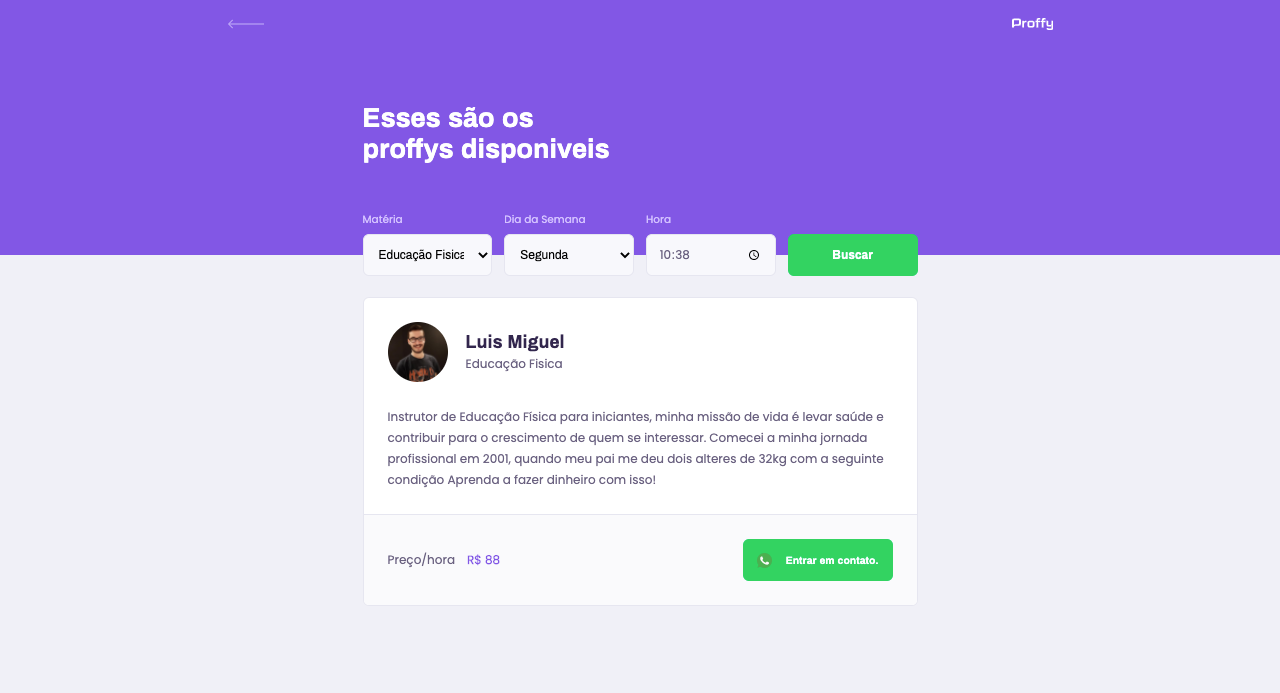 Proffy
Esses são os
proffys disponiveis
Matéria
Dia da Semana
Hora
Educação Fisica
Segunda
10:38
Buscar
Luis Miguel
Educação Fisica
Instrutor de Educação Física para iniciantes, minha missão de vida é levar saúde e
contribuir para o crescimento de quem se interessar. Comecei a minha jornada
profissional em 2001, quando meu pai me deu dois alteres de 32kg com a seguinte
condição Aprenda a fazer dinheiro com isso!
Preço/hora R$ 88
Entrar em contato.